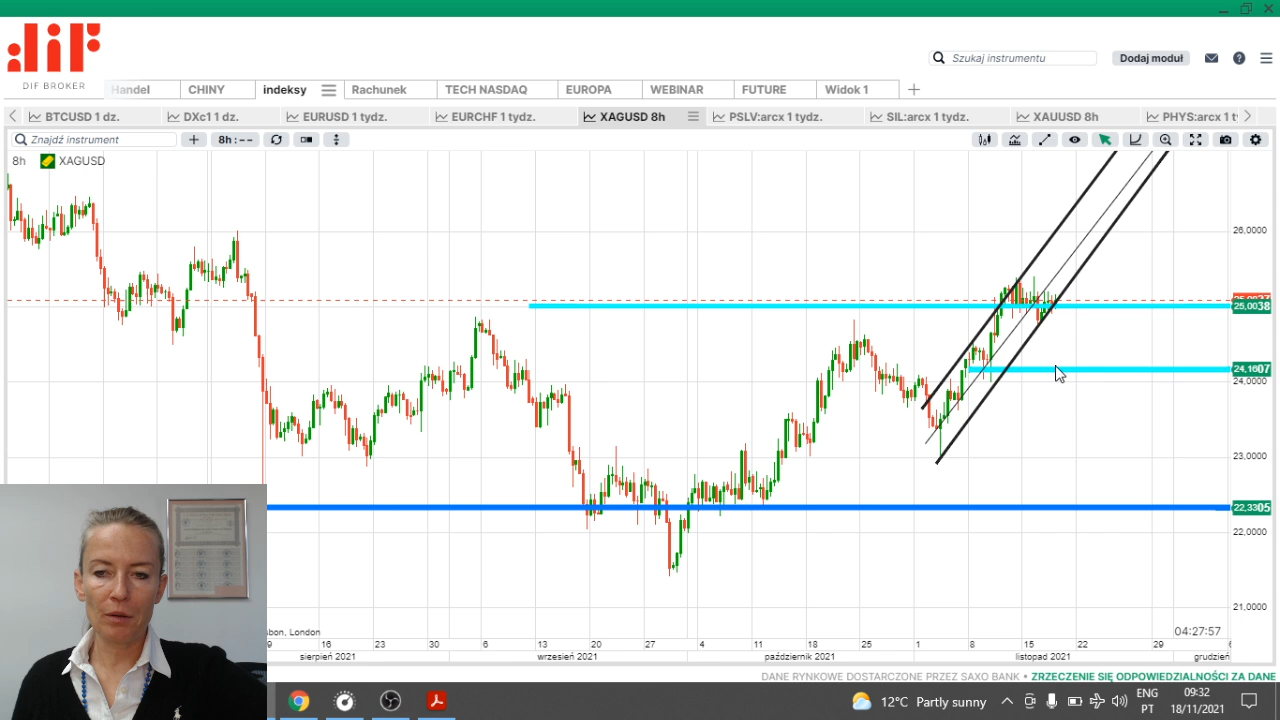 dif
DIF BROKER
Szukaj instrumentu
Dodaj moduł
Handel
CHINY
indeksy
Rachunek
TECH NASDAQ
EUROPA
WEBINAR
FUTURE
Widok 1
BTCUSD 1 dz.
DXc1 1 dz.
EURUSD 1 tydz.
EURCHF 1 tydz.
XAGUSD 8h
PSLV:arcx 1 tydz.
SIL:arcx 1 tydz.
XAUUSD 8h
PHYS:arcx 1 t
Znajdź instrument
8h : - -
8h
XAGUSD
26,0000
25,0038
24,1607
24,0000
23,0000
22,3305
22,0000
21,0000
bon, London
04:27:57
9 16 23 30 6 13 20 27 4 11 18 25 1 8 15 22 29 6
sierpień 2021
wrzesień 2021
październik 2021
listopad 2021
grudzień
DANE RYNKOWE DOSTARCZONE PRZEZ SAXO BANK • ZRZECZENIE SIĘ ODPOWIEDZIALNOŚCI ZA DANE
12°C Partly sunny
ENG
PT
09:32
18/11/2021